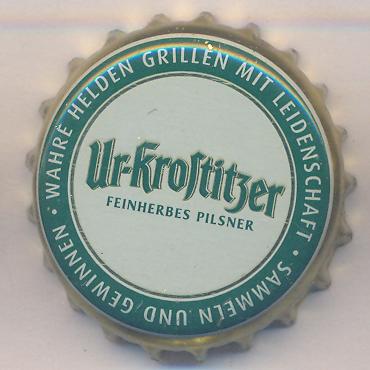 WAHRE HELDEN GRILLEN MIT LEIDENSCHAFT · SAMMELN UND GEWINNEN ·
Ur-Kroſtitzer
FEINHERBES PILSNER